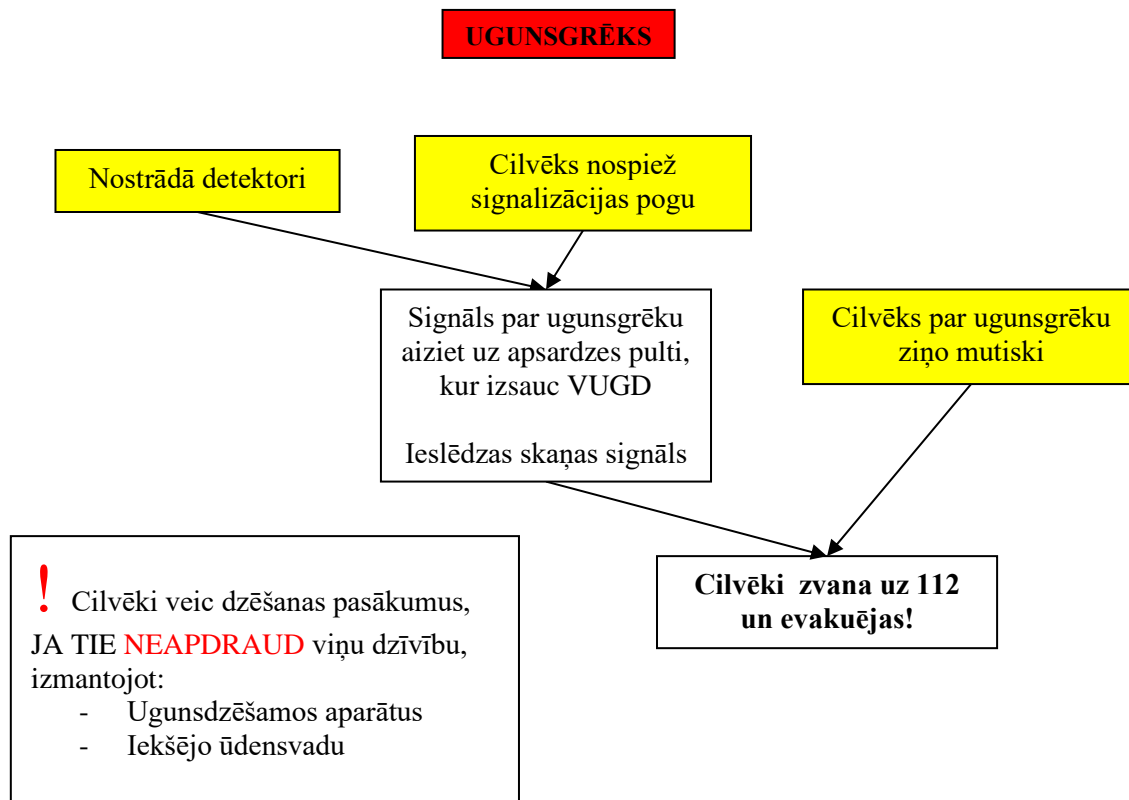 UGUNSGRĒKS
Nostrādā detektori
Cilvēks nospiež
signalizācijas pogu
Signāls par ugunsgrēku
aiziet uz apsardzes pulti,
kur izsauc VUGD
Ieslēdzas skaņas signāls
Cilvēks par ugunsgrēku
ziņo mutiski
Cilvēki zvana uz 112
un evakuējas!
! Cilvēki veic dzēšanas pasākumus,
JA TIE NEAPDRAUD viņu dzīvību,
izmantojot:
- Ugunsdzēšamos aparātus
- Iekšējo ūdensvadu